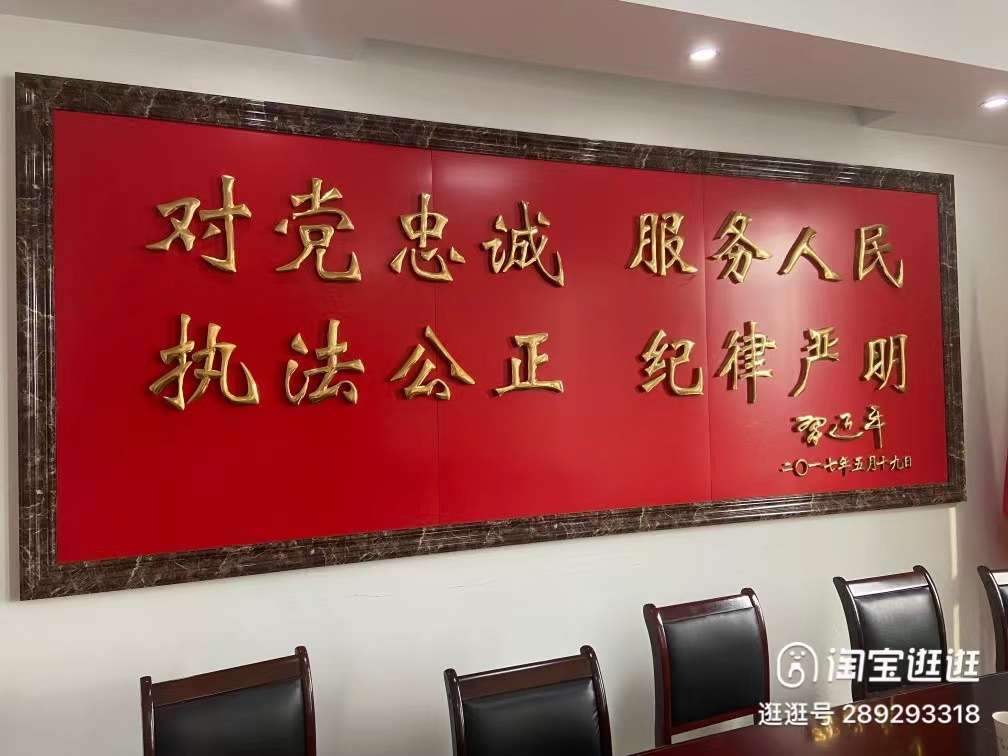 对党忠诚 服务人民
执法公正 纪律严明
习近平
二〇一七年五月十九日
淘宝逛逛
逛逛号 289293318